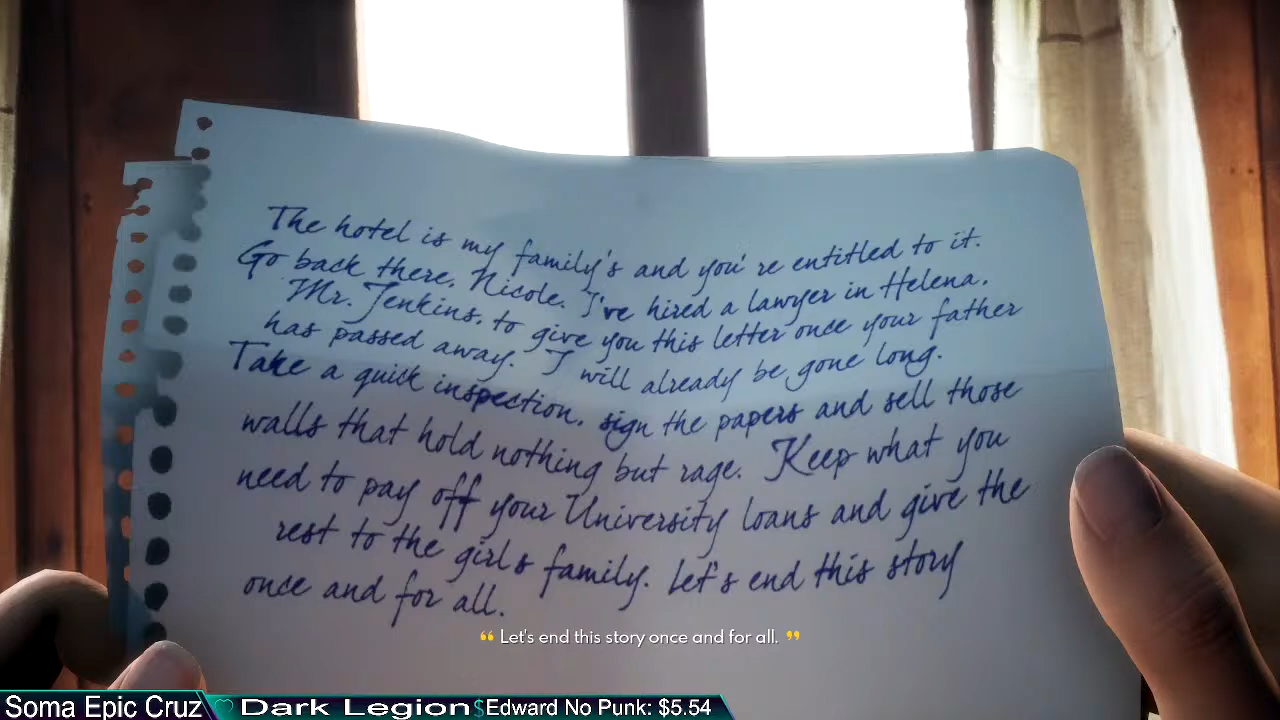 The hotel is my family's and you're entitled to it.
Go back there, Nicole. I've hired a lawyer in Helena,
Mr. Jenkins, to give you this letter once your father
has passed away. I will already be gone long.
Take a quick inspection, sign the papers and sell those
walls that hold nothing but rage. Keep what you
need to pay off your University loans and give the
rest to the girls family. Let's end this story
once and for all.
“ Let's end this story once and for all. ”
Soma Epic Cruz Dark Legion $Edward No Punk: $5.54